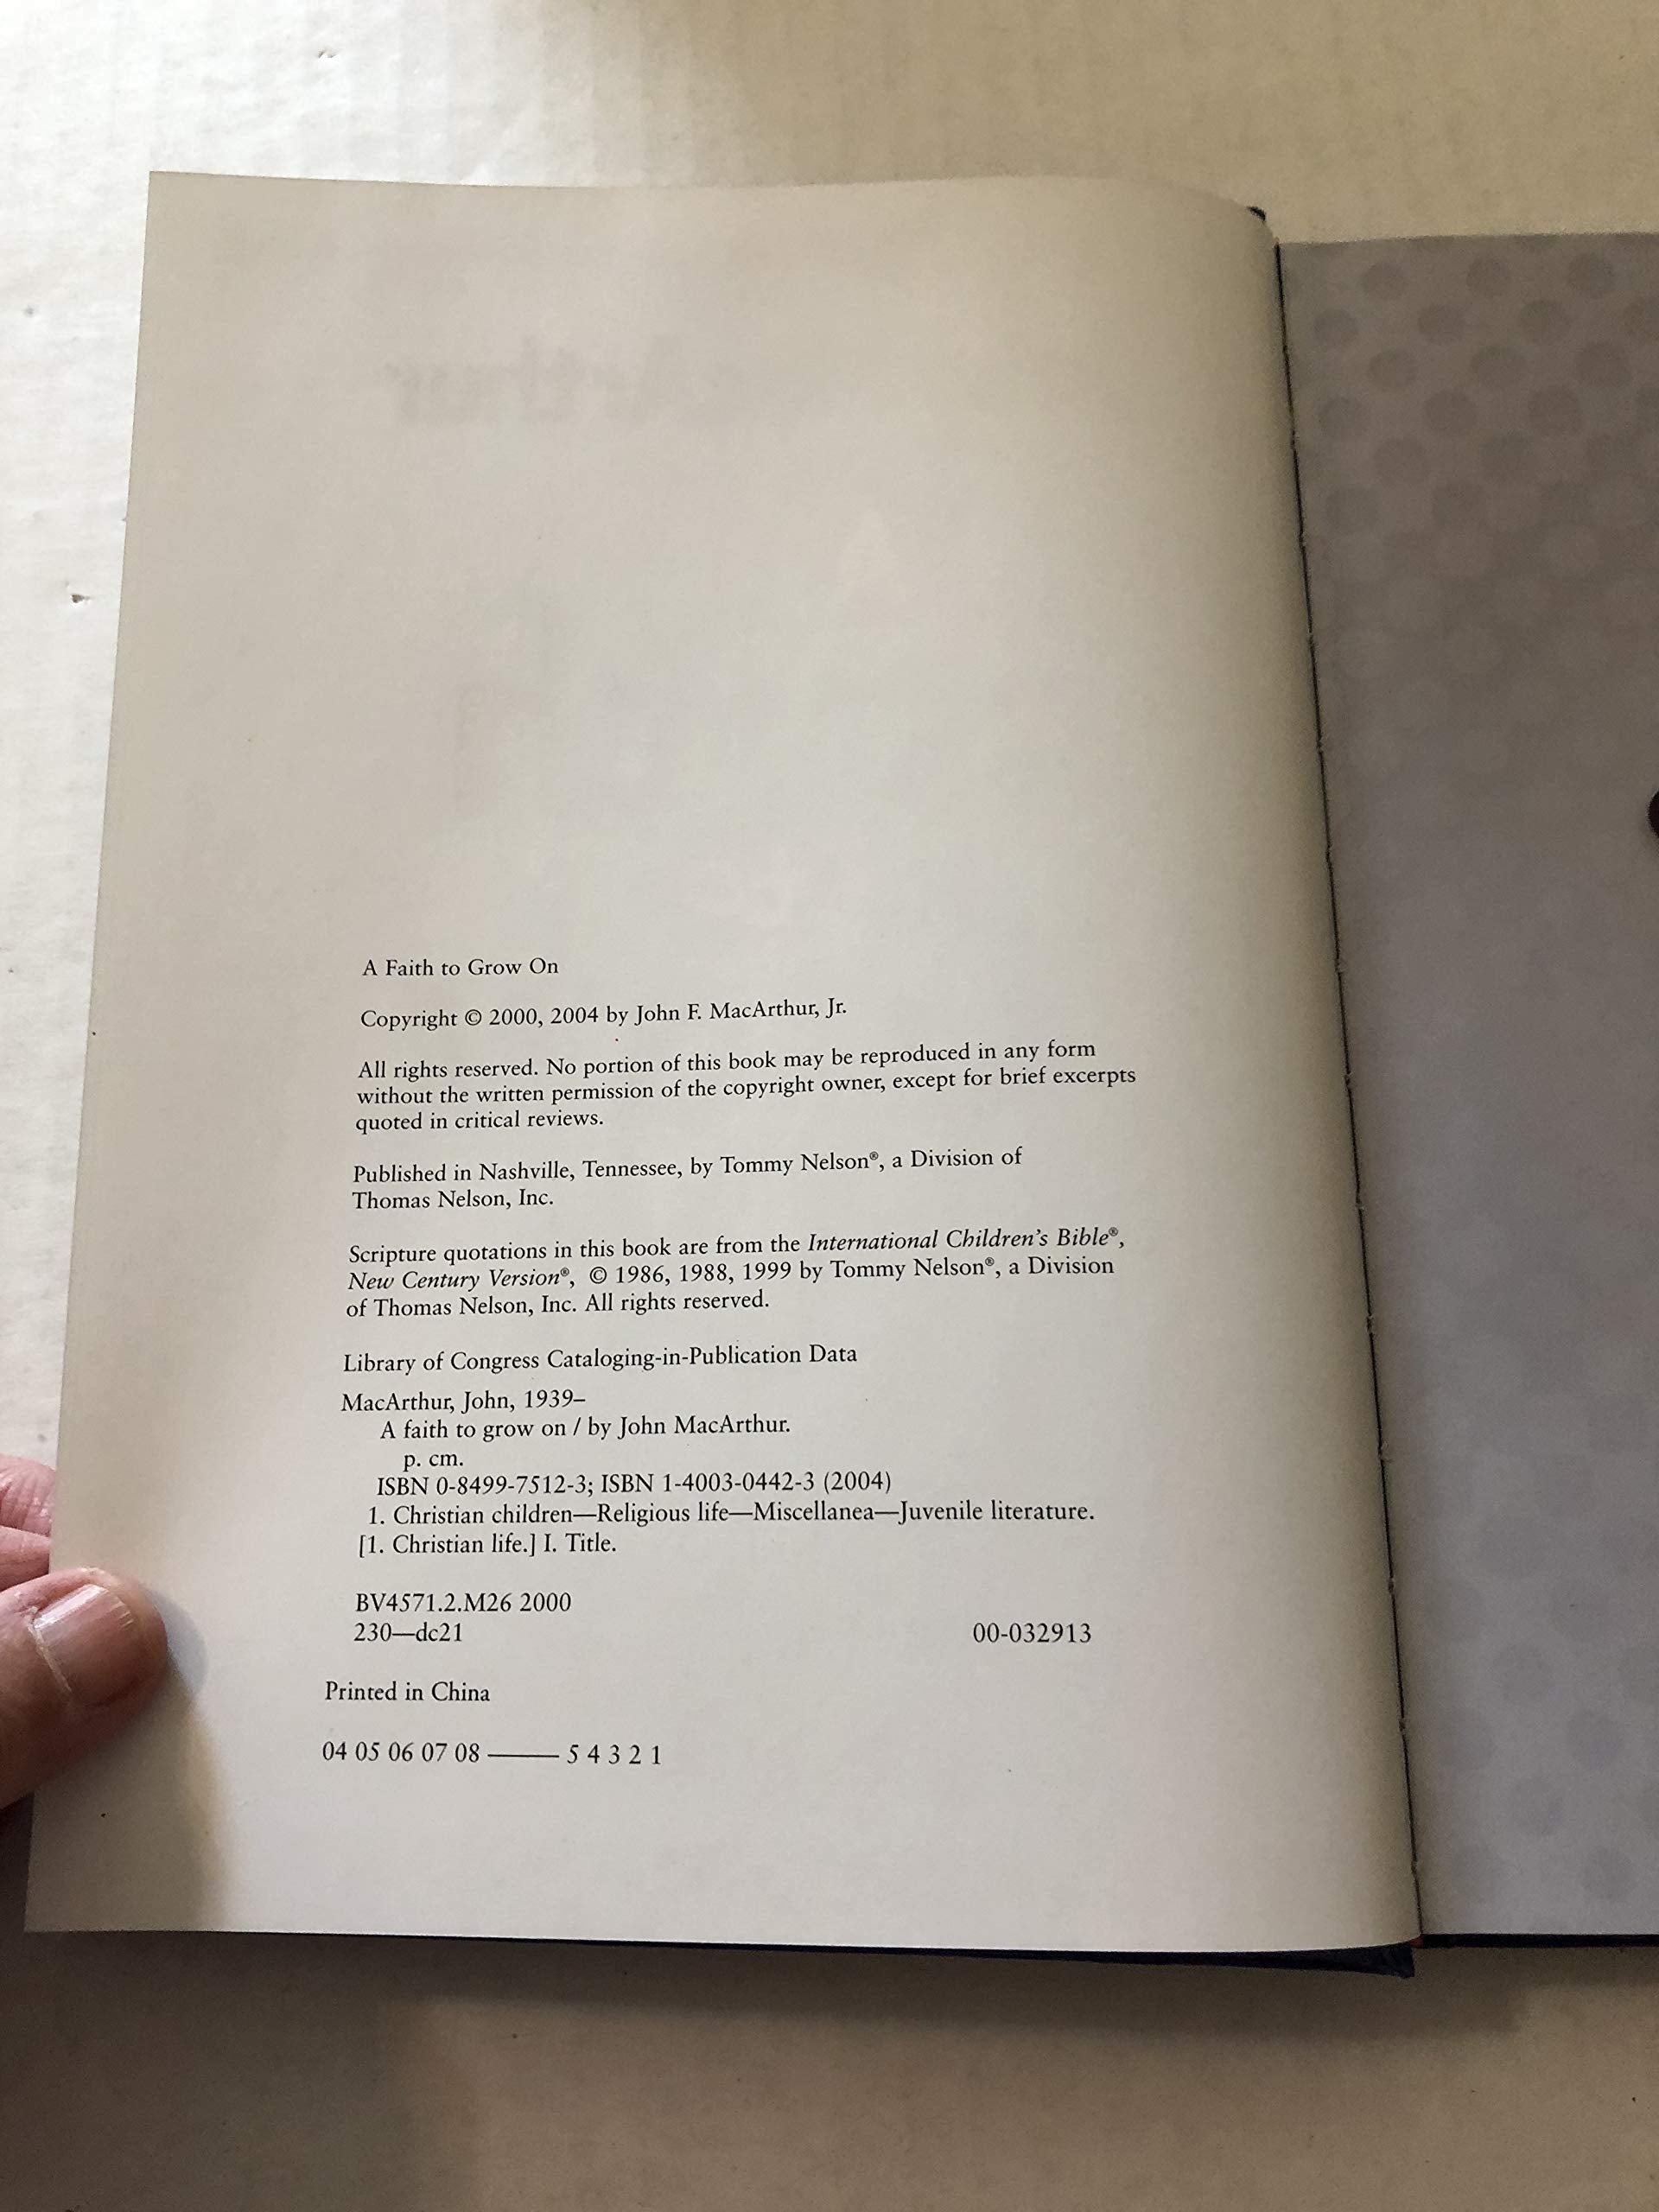 A Faith to Grow On
Copyright © 2000, 2004 by John F. MacArthur, Jr.
All rights reserved. No portion of this book may be reproduced in any form
without the written permission of the copyright owner, except for brief excerpts
quoted in critical reviews.
Published in Nashville, Tennessee, by Tommy Nelson®, a Division of
Thomas Nelson, Inc.
Scripture quotations in this book are from the International Children's Bible®,
New Century Version®, © 1986, 1988, 1999 by Tommy Nelson®, a Division
of Thomas Nelson, Inc. All rights reserved.
Library of Congress Cataloging-in-Publication Data
MacArthur, John, 1939–
A faith to grow on / by John MacArthur.
p. cm.
ISBN 0-8499-7512-3; ISBN 1-4003-0442-3 (2004)
1. Christian children—Religious life—Miscellanea—Juvenile literature.
[1. Christian life.] I. Title.
BV4571.2.M26 2000
230—dc21 00-032913
Printed in China
04 05 06 07 08 —— 5 4 3 2 1